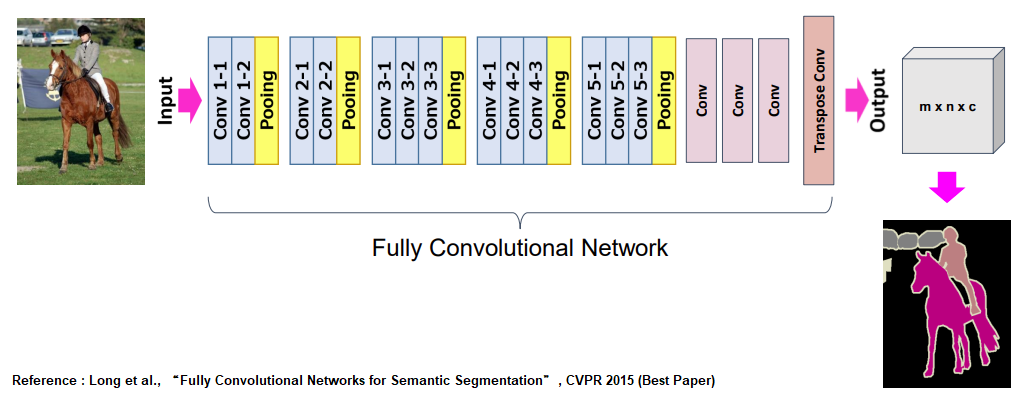 Input
Conv 1-1
Conv 1-2
Pooing
Conv 2-1
Conv 2-2
Pooing
Conv 3-1
Conv 3-2
Conv 3-3
Pooing
Conv 4-1
Conv 4-2
Conv 4-3
Pooing
Conv 5-1
Conv 5-2
Conv 5-3
Pooing
Conv
Conv
Conv
Transpose Conv
Output
m x n x c
Fully Convolutional Network
Reference : Long et al., “Fully Convolutional Networks for Semantic Segmentation”, CVPR 2015 (Best Paper)